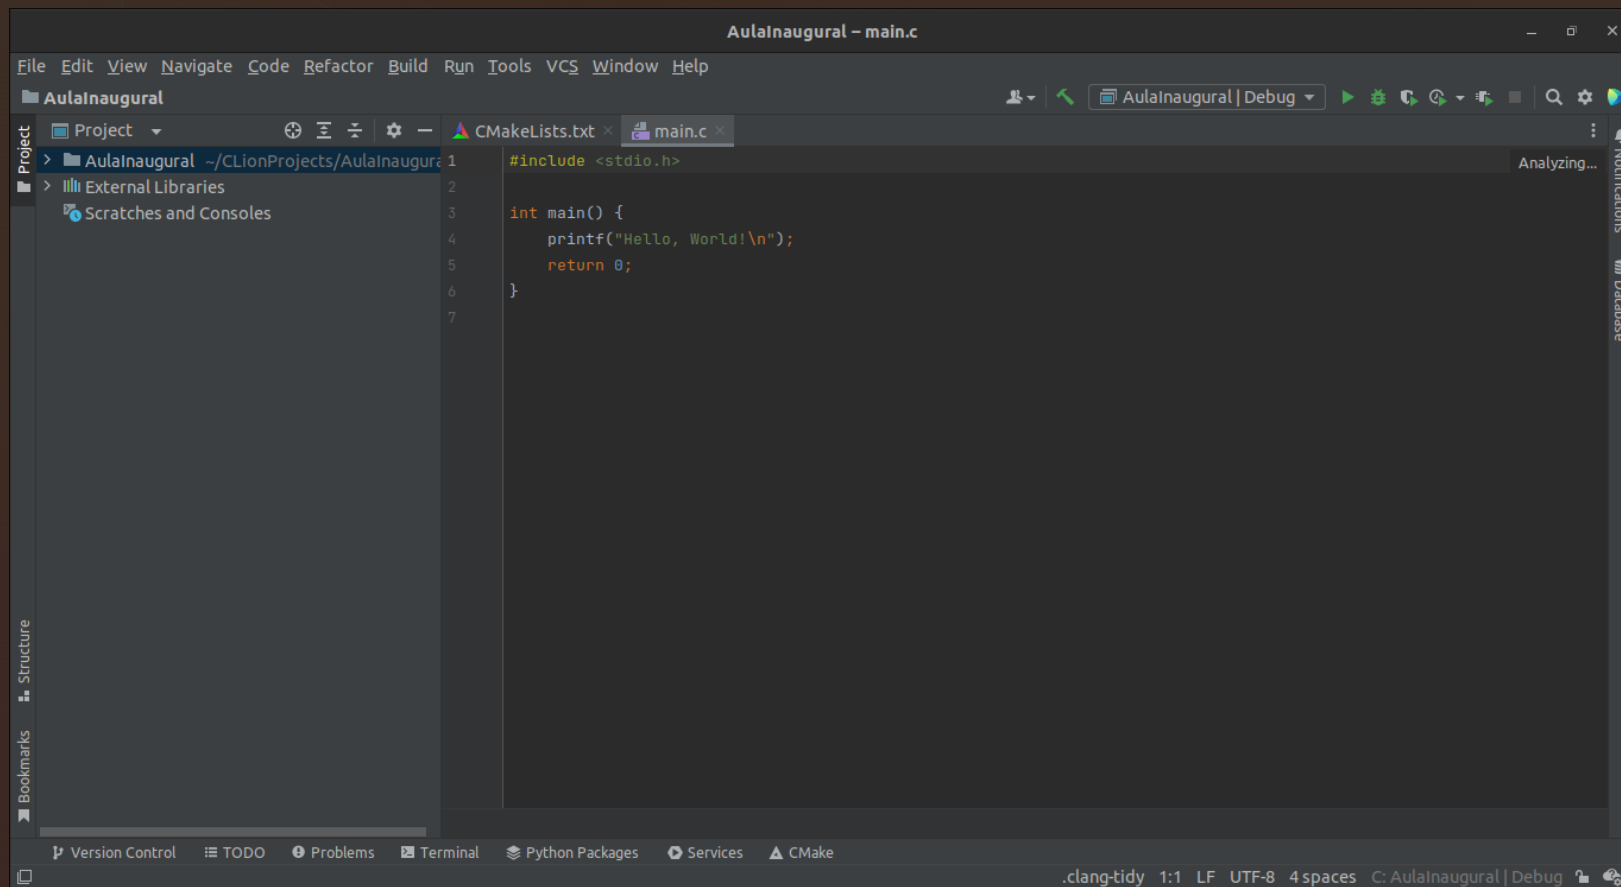 AulaInaugural – main.c
File Edit View Navigate Code Refactor Build Run Tools VCS Window Help
AulaInaugural
AulaInaugural | Debug
Project
Project
CMakeLists.txt
main.c
AulaInaugural ~/CLionProjects/AulaInaugura
External Libraries
Scratches and Consoles
1 #include <stdio.h>
2
3 int main() {
4 printf("Hello, World!\n");
5 return 0;
6 }
7
Analyzing...
Notifications
Database
Structure
Bookmarks
Version Control TODO Problems Terminal Python Packages Services CMake
.clang-tidy 1:1 LF UTF-8 4 spaces C: AulaInaugural | Debug